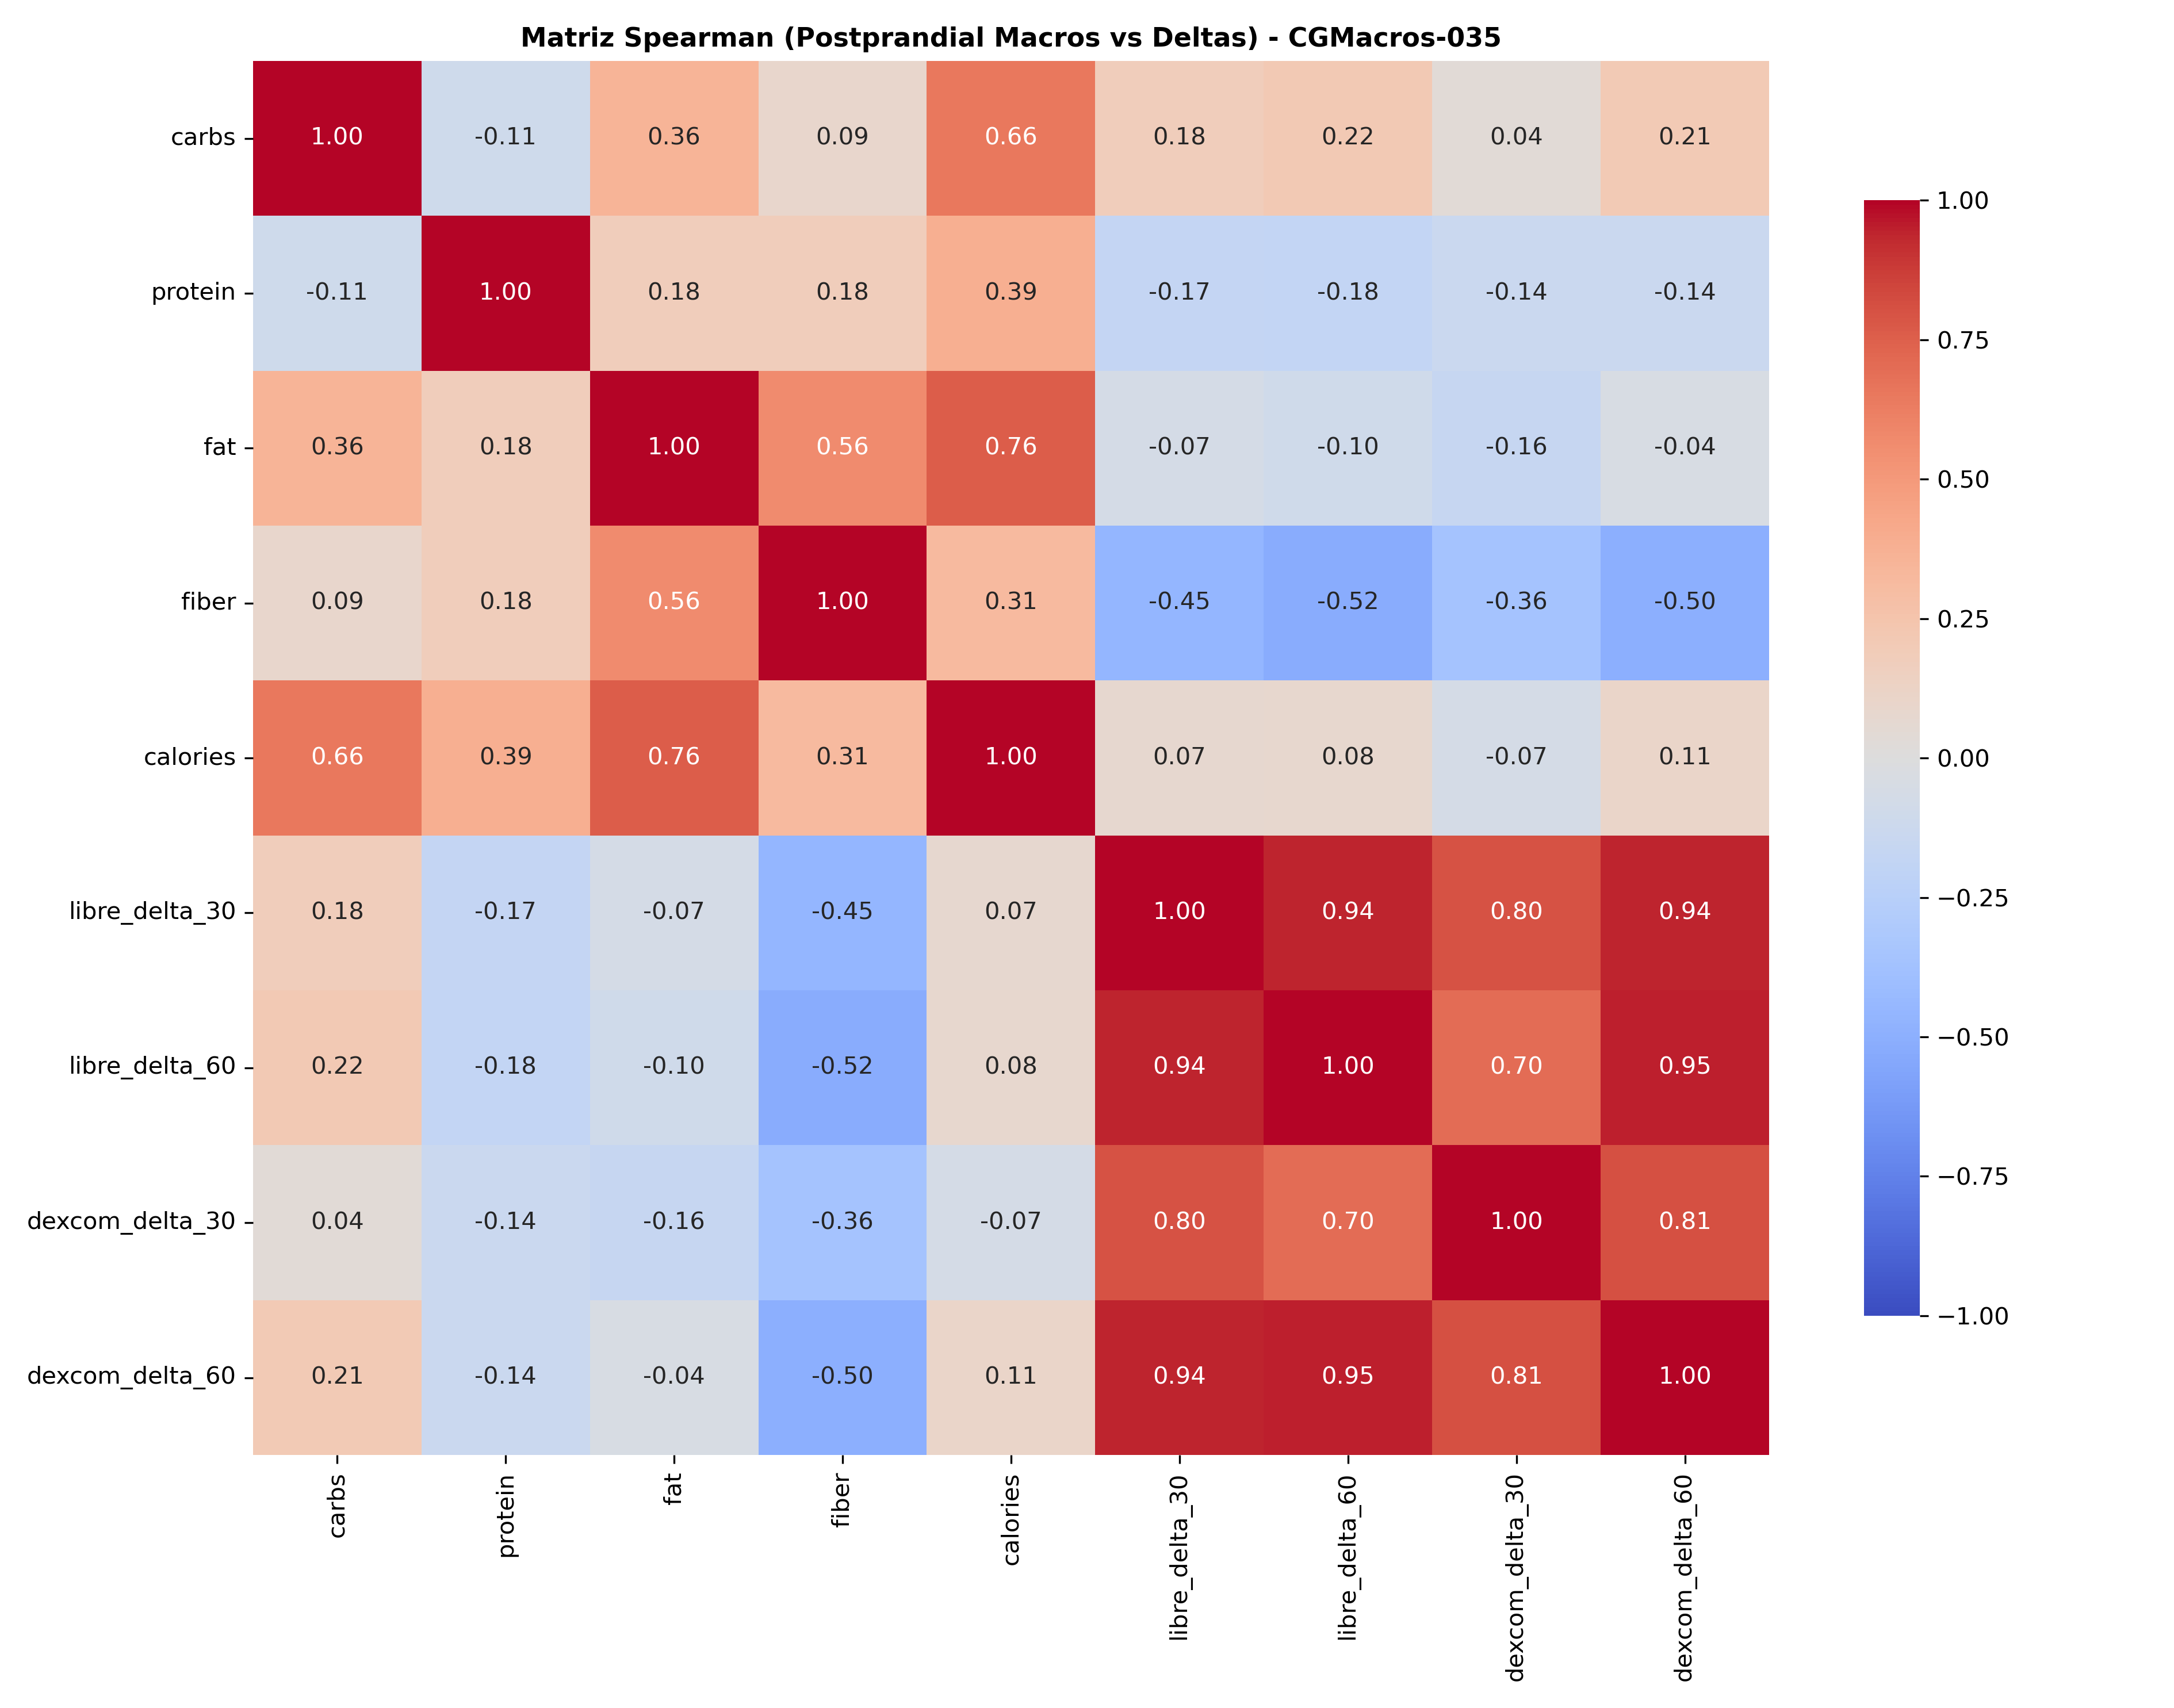 Matriz Spearman (Postprandial Macros vs Deltas) - CGMacros-035
carbs 1.00 -0.11 0.36 0.09 0.66 0.18 0.22 0.04 0.21
protein -0.11 1.00 0.18 0.18 0.39 -0.17 -0.18 -0.14 -0.14
fat 0.36 0.18 1.00 0.56 0.76 -0.07 -0.10 -0.16 -0.04
fiber 0.09 0.18 0.56 1.00 0.31 -0.45 -0.52 -0.36 -0.50
calories 0.66 0.39 0.76 0.31 1.00 0.07 0.08 -0.07 0.11
libre_delta_30 0.18 -0.17 -0.07 -0.45 0.07 1.00 0.94 0.80 0.94
libre_delta_60 0.22 -0.18 -0.10 -0.52 0.08 0.94 1.00 0.70 0.95
dexcom_delta_30 0.04 -0.14 -0.16 -0.36 -0.07 0.80 0.70 1.00 0.81
dexcom_delta_60 0.21 -0.14 -0.04 -0.50 0.11 0.94 0.95 0.81 1.00
carbs protein fat fiber calories libre_delta_30 libre_delta_60 dexcom_delta_30 dexcom_delta_60
1.00
0.75
0.50
0.25
0.00
−0.25
−0.50
−0.75
−1.00